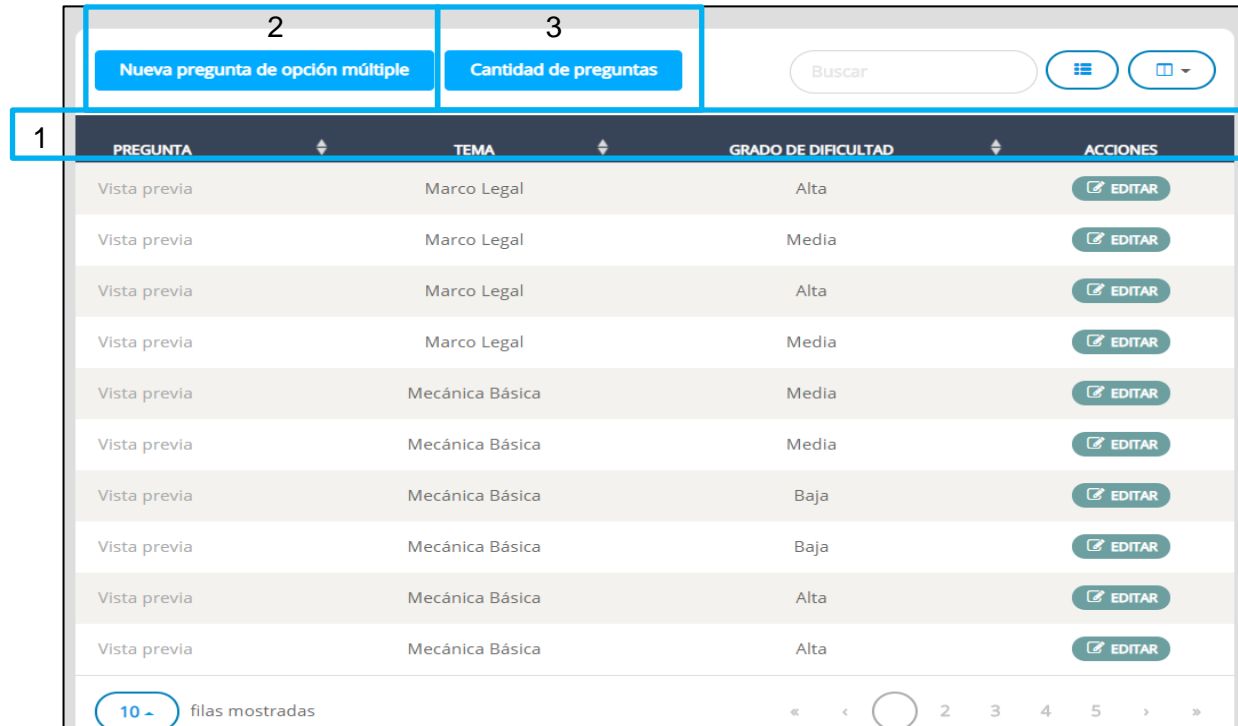 2 3
Nueva pregunta de opción múltiple Cantidad de preguntas Buscar
1
PREGUNTA TEMA GRADO DE DIFICULTAD ACCIONES
Vista previa Marco Legal Alta EDITAR
Vista previa Marco Legal Media EDITAR
Vista previa Marco Legal Alta EDITAR
Vista previa Marco Legal Media EDITAR
Vista previa Mecánica Básica Media EDITAR
Vista previa Mecánica Básica Media EDITAR
Vista previa Mecánica Básica Baja EDITAR
Vista previa Mecánica Básica Baja EDITAR
Vista previa Mecánica Básica Alta EDITAR
Vista previa Mecánica Básica Alta EDITAR
10 filas mostradas « ‹ 2 3 4 5 › »